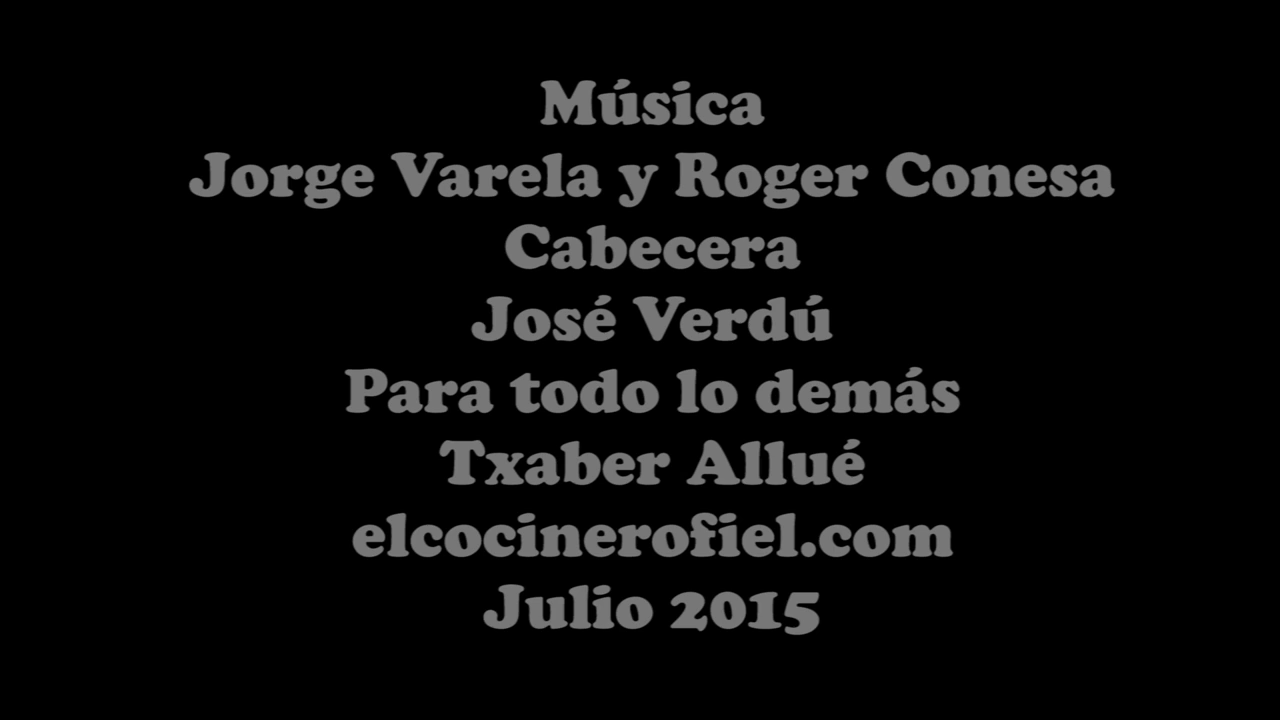 Música
Jorge Varela y Roger Conesa
Cabecera
José Verdú
Para todo lo demás
Txaber Allué
elcocinerofiel.com
Julio 2015